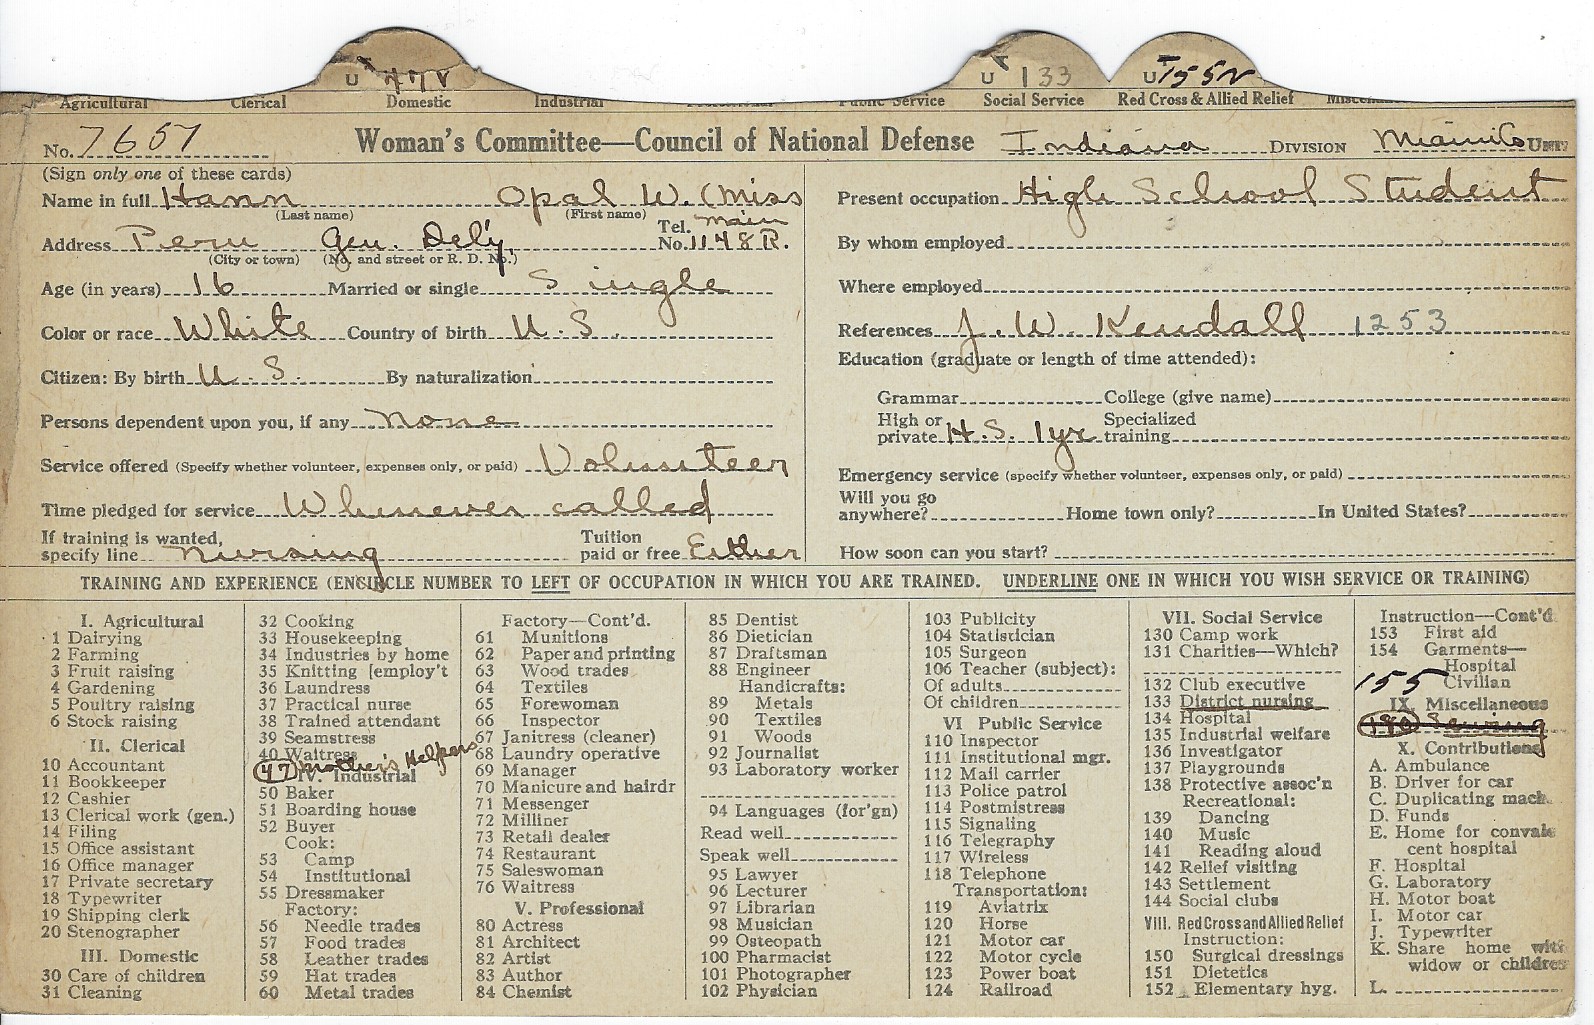 U 47V U 133 U 155N
Agricultural Clerical Domestic Industrial Public Service Social Service Red Cross & Allied Relief
No. 7657 Woman's Committee—Council of National Defense Indiana DIVISION Miami Co UNIT
(Sign only one of these cards)
Name in full Hann Opal W. (Miss
(Last name) (First name)
Address Peru Gen. Del'y. Tel. No. Main 1148R.
(City or town) (No. and street or R. D. No.)
Age (in years) 16 Married or single Single
Color or race White Country of birth U.S.
Citizen: By birth U.S. By naturalization
Persons dependent upon you, if any none
Service offered (Specify whether volunteer, expenses only, or paid) Volunteer
Time pledged for service Whenever called
If training is wanted, specify line nursing Tuition paid or free Either
Present occupation High School Student
By whom employed
Where employed
References J. W. Kendall 1253
Education (graduate or length of time attended):
Grammar College (give name)
High or private H.S. 1yr Specialized training
Emergency service (specify whether volunteer, expenses only, or paid)
Will you go anywhere? Home town only? In United States?
How soon can you start?
TRAINING AND EXPERIENCE (ENCIRCLE NUMBER TO LEFT OF OCCUPATION IN WHICH YOU ARE TRAINED. UNDERLINE ONE IN WHICH YOU WISH SERVICE OR TRAINING)
I. Agricultural
1 Dairying
2 Farming
3 Fruit raising
4 Gardening
5 Poultry raising
6 Stock raising
II. Clerical
10 Accountant
11 Bookkeeper
12 Cashier
13 Clerical work (gen.)
14 Filing
15 Office assistant
16 Office manager
17 Private secretary
18 Typewriter
19 Shipping clerk
20 Stenographer
III. Domestic
30 Care of children
31 Cleaning
32 Cooking
33 Housekeeping
34 Industries by home
35 Knitting [employ't
36 Laundress
37 Practical nurse
38 Trained attendant
39 Seamstress
40 Waitress
47 mother's Helpers
IV. Industrial
50 Baker
51 Boarding house
52 Buyer
Cook:
53 Camp
54 Institutional
55 Dressmaker
Factory:
56 Needle trades
57 Food trades
58 Leather trades
59 Hat trades
60 Metal trades
Factory—Cont'd.
61 Munitions
62 Paper and printing
63 Wood trades
64 Textiles
65 Forewoman
66 Inspector
67 Janitress (cleaner)
68 Laundry operative
69 Manager
70 Manicure and hairdr
71 Messenger
72 Milliner
73 Retail dealer
74 Restaurant
75 Saleswoman
76 Waitress
V. Professional
80 Actress
81 Architect
82 Artist
83 Author
84 Chemist
85 Dentist
86 Dietician
87 Draftsman
88 Engineer
Handicrafts:
89 Metals
90 Textiles
91 Woods
92 Journalist
93 Laboratory worker
94 Languages (for'gn)
Read well
Speak well
95 Lawyer
96 Lecturer
97 Librarian
98 Musician
99 Osteopath
100 Pharmacist
101 Photographer
102 Physician
103 Publicity
104 Statistician
105 Surgeon
106 Teacher (subject):
Of adults
Of children
VI Public Service
110 Inspector
111 Institutional mgr.
112 Mail carrier
113 Police patrol
114 Postmistress
115 Signaling
116 Telegraphy
117 Wireless
118 Telephone
Transportation:
119 Aviatrix
120 Horse
121 Motor car
122 Motor cycle
123 Power boat
124 Railroad
VII. Social Service
130 Camp work
131 Charities—Which?
132 Club executive
133 District nursing
134 Hospital
135 Industrial welfare
136 Investigator
137 Playgrounds
138 Protective assoc'n
Recreational:
139 Dancing
140 Music
141 Reading aloud
142 Relief visiting
143 Settlement
144 Social clubs
VIII. Red Cross and Allied Relief
Instruction:
150 Surgical dressings
151 Dietetics
152 Elementary hyg.
Instruction—Cont'd
153 First aid
154 Garments—
Hospital
155 Civilian
IX. Miscellaneous
190 Sewing
X. Contributions
A. Ambulance
B. Driver for car
C. Duplicating mach.
D. Funds
E. Home for convale
cent hospital
F. Hospital
G. Laboratory
H. Motor boat
I. Motor car
J. Typewriter
K. Share home with
widow or children
L.